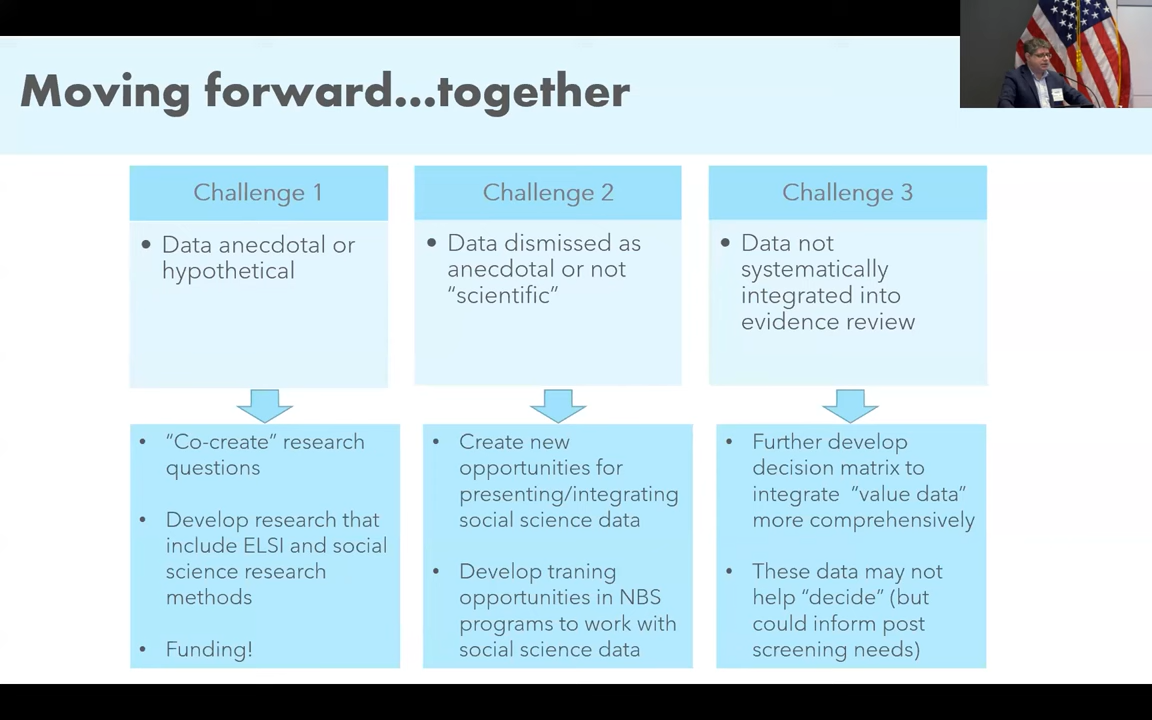 Moving forward...together
Challenge 1
• Data anecdotal or
hypothetical
Challenge 2
• Data dismissed as
anecdotal or not
“scientific”
Challenge 3
• Data not
systematically
integrated into
evidence review
• “Co-create” research
questions
• Develop research that
include ELSI and social
science research
methods
• Funding!
• Create new
opportunities for
presenting/integrating
social science data
• Develop traning
opportunities in NBS
programs to work with
social science data
• Further develop
decision matrix to
integrate “value data”
more comprehensively
• These data may not
help “decide” (but
could inform post
screening needs)